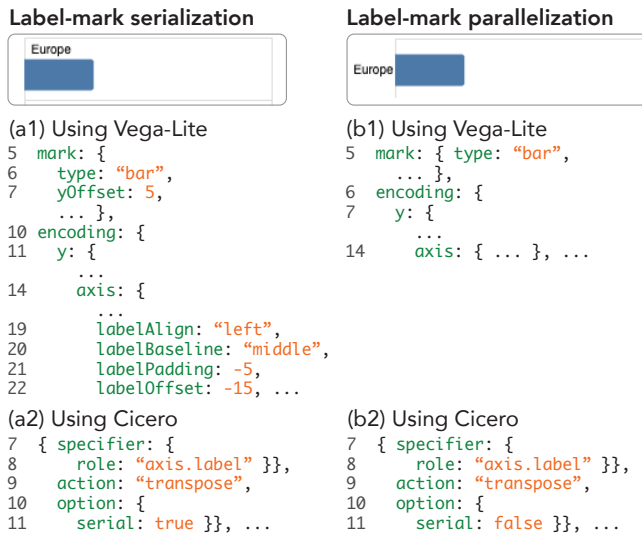 Label-mark serialization
Europe
(a1) Using Vega-Lite
5 mark: {
6 type: “bar”,
7 yOffset: 5,
... },
10 encoding: {
11 y: {
...
14 axis: {
...
19 labelAlign: “left”,
20 labelBaseline: “middle”,
21 labelPadding: -5,
22 labelOffset: -15, ...
(a2) Using Cicero
7 { specifier: {
8 role: “axis.label” }},
9 action: “transpose”,
10 option: {
11 serial: true }}, ...
Label-mark parallelization
Europe
(b1) Using Vega-Lite
5 mark: { type: “bar”,
... },
6 encoding: {
7 y: {
...
14 axis: { ... }, ...
(b2) Using Cicero
7 { specifier: {
8 role: “axis.label” }},
9 action: “transpose”,
10 option: {
11 serial: false }}, ...